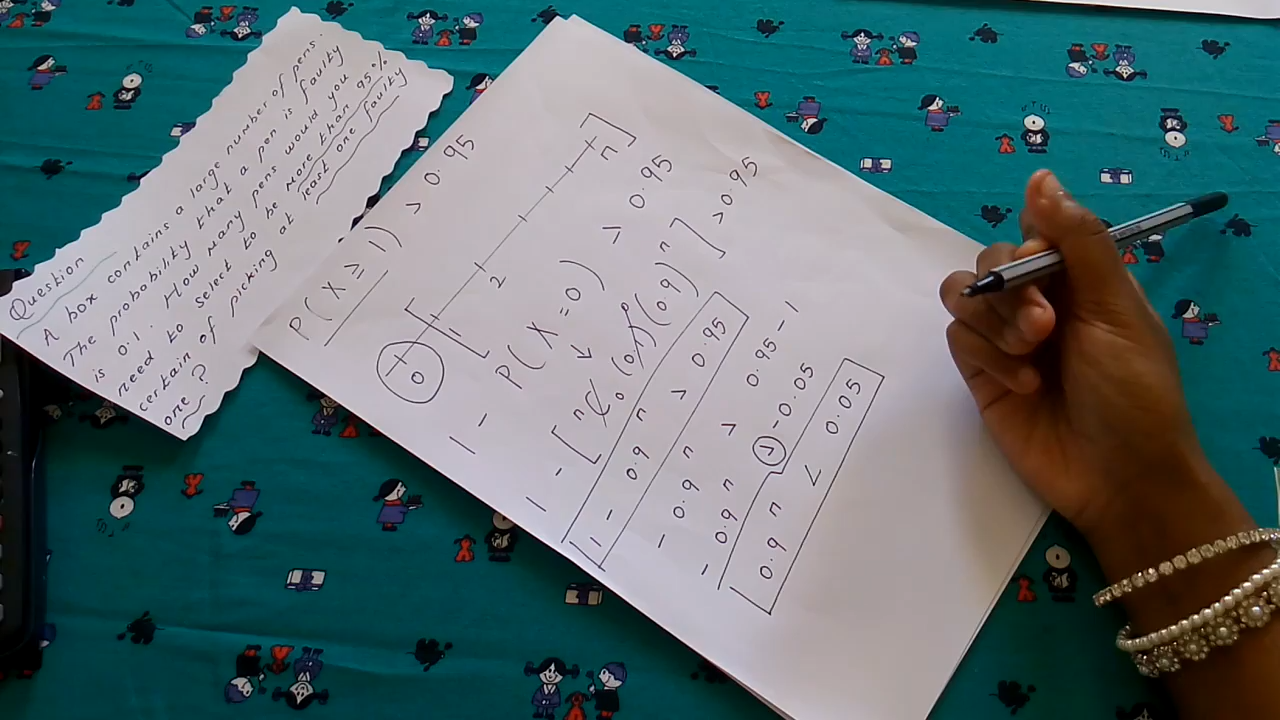 Question
A box contains a large number of pens.
The probability that a pen is faulty
is 0.1. How many pens would you
need to select to be more than 95%
certain of picking at least one faulty
one?
P(X ≥ 1) > 0.95
0 1 2 n
1 - P(X = 0) > 0.95
1 - [ⁿC₀ (0.1)⁰ (0.9)ⁿ] > 0.95
1 - 0.9ⁿ > 0.95
- 0.9ⁿ > 0.95 - 1
- 0.9ⁿ > - 0.05
0.9ⁿ < 0.05